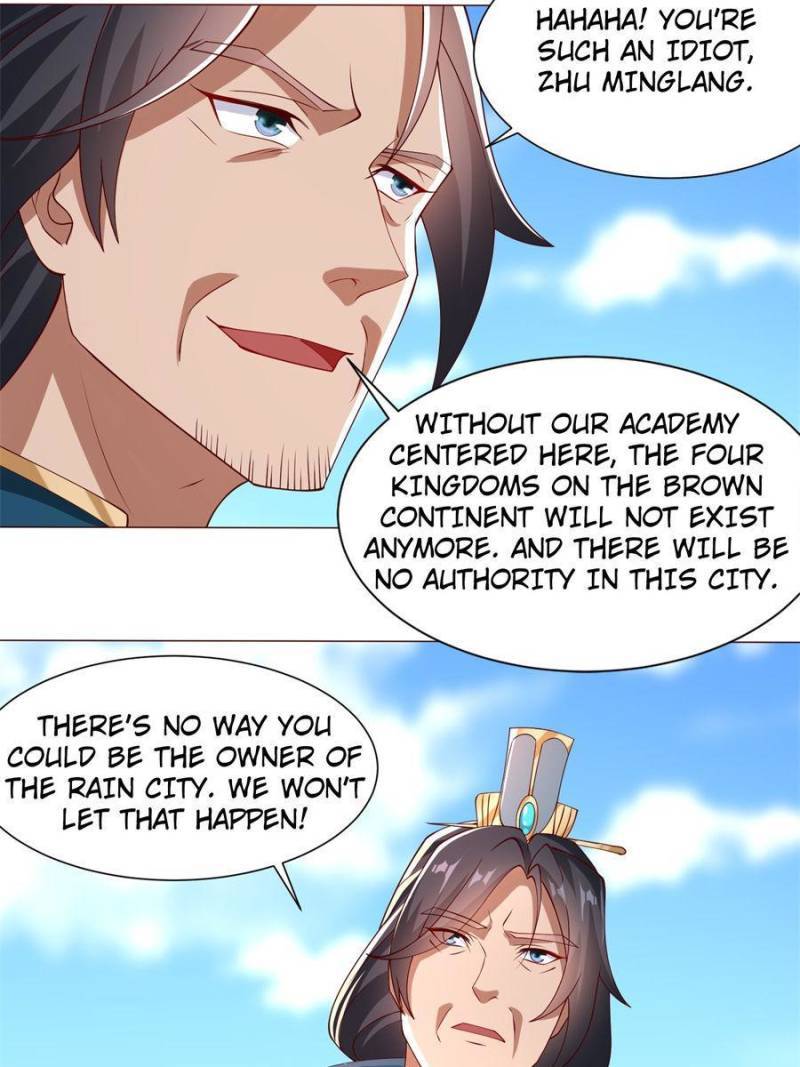 HAHAHA! YOU'RE
SUCH AN IDIOT,
ZHU MINGLANG.
WITHOUT OUR ACADEMY
CENTERED HERE, THE FOUR
KINGDOMS ON THE BROWN
CONTINENT WILL NOT EXIST
ANYMORE. AND THERE WILL BE
NO AUTHORITY IN THIS CITY.
THERE'S NO WAY YOU
COULD BE THE OWNER OF
THE RAIN CITY. WE WON'T
LET THAT HAPPEN!